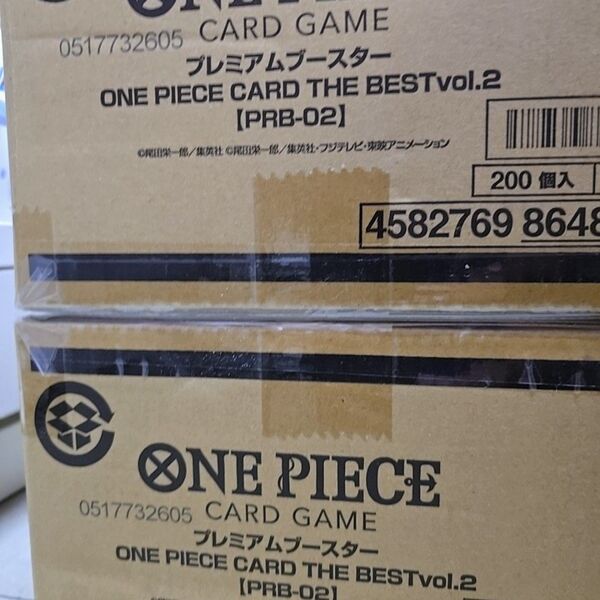 ONE PIECE
CARD GAME
0517732605
プレミアムブースター
ONE PIECE CARD THE BESTvol.2
【PRB-02】
©尾田栄一郎／集英社 ©尾田栄一郎／集英社・フジテレビ・東映アニメーション
200 個入
4582769 8648
ONE PIECE
0517732605 CARD GAME
プレミアムブースター
ONE PIECE CARD THE BESTvol.2
【PRB-02】